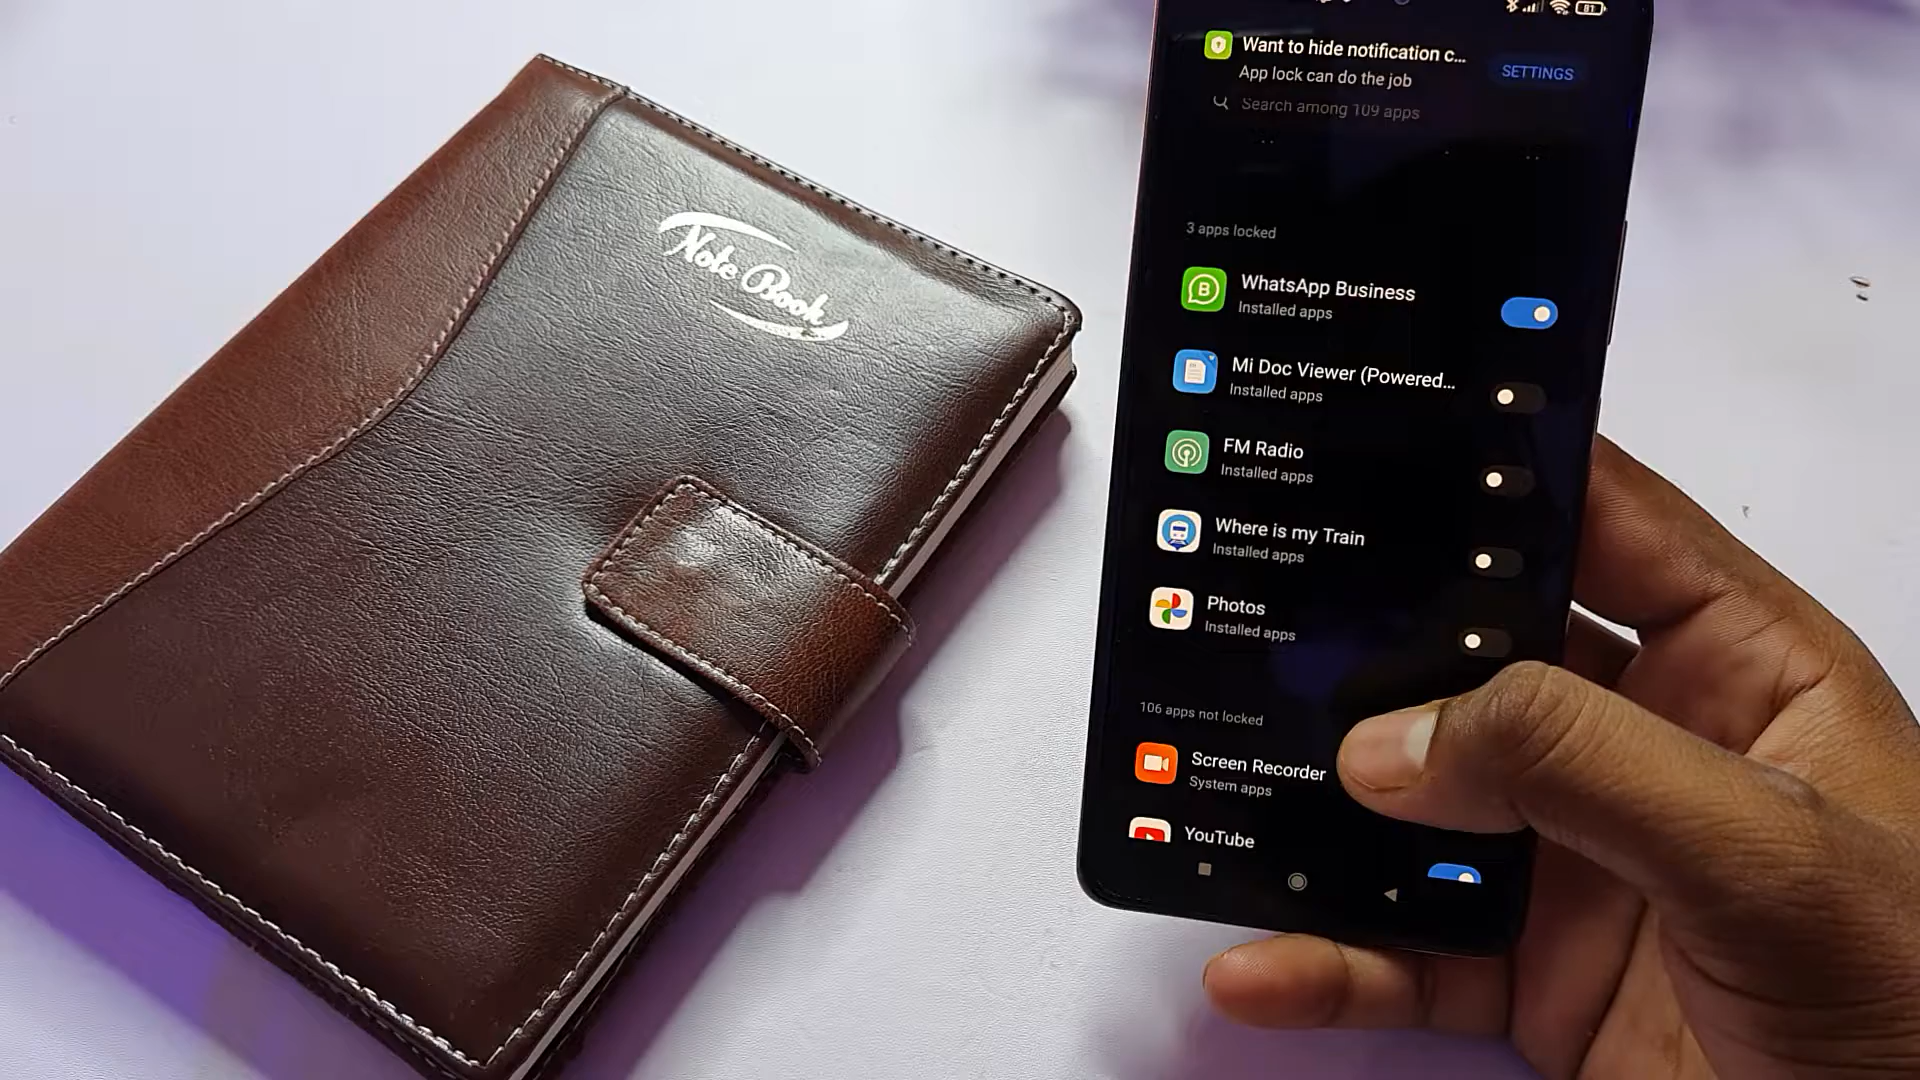 Note Book
81
Want to hide notification c...
App lock can do the job
SETTINGS
Search among 109 apps
3 apps locked
WhatsApp Business
Installed apps
Mi Doc Viewer (Powered...
Installed apps
FM Radio
Installed apps
Where is my Train
Installed apps
Photos
Installed apps
106 apps not locked
Screen Recorder
System apps
YouTube